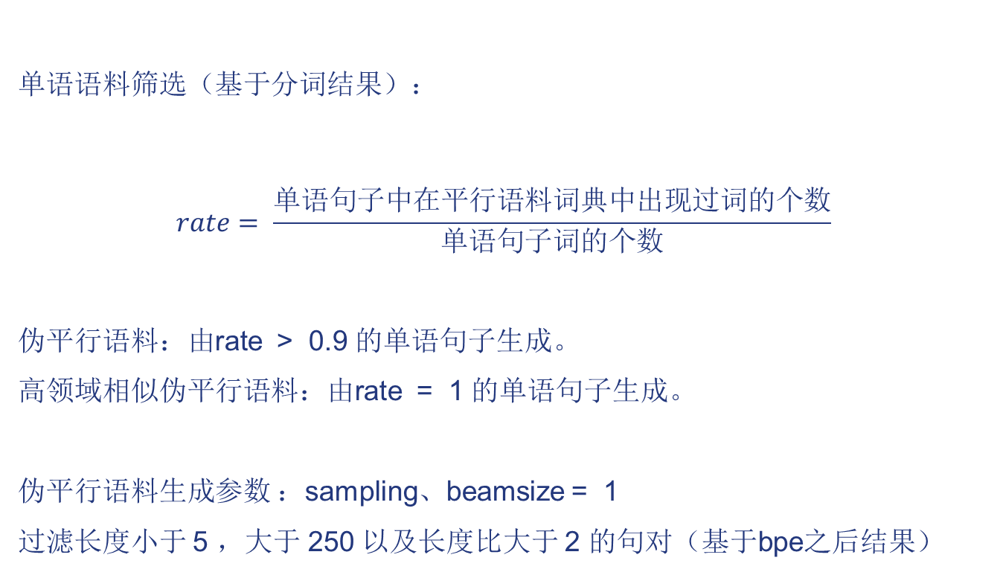 单语语料筛选（基于分词结果）：
rate = 单语句子中在平行语料词典中出现过词的个数
单语句子词的个数
伪平行语料：由rate > 0.9 的单语句子生成。
高领域相似伪平行语料：由rate = 1 的单语句子生成。
伪平行语料生成参数：sampling、beamsize = 1
过滤长度小于 5 ，大于 250 以及长度比大于 2 的句对（基于bpe之后结果）